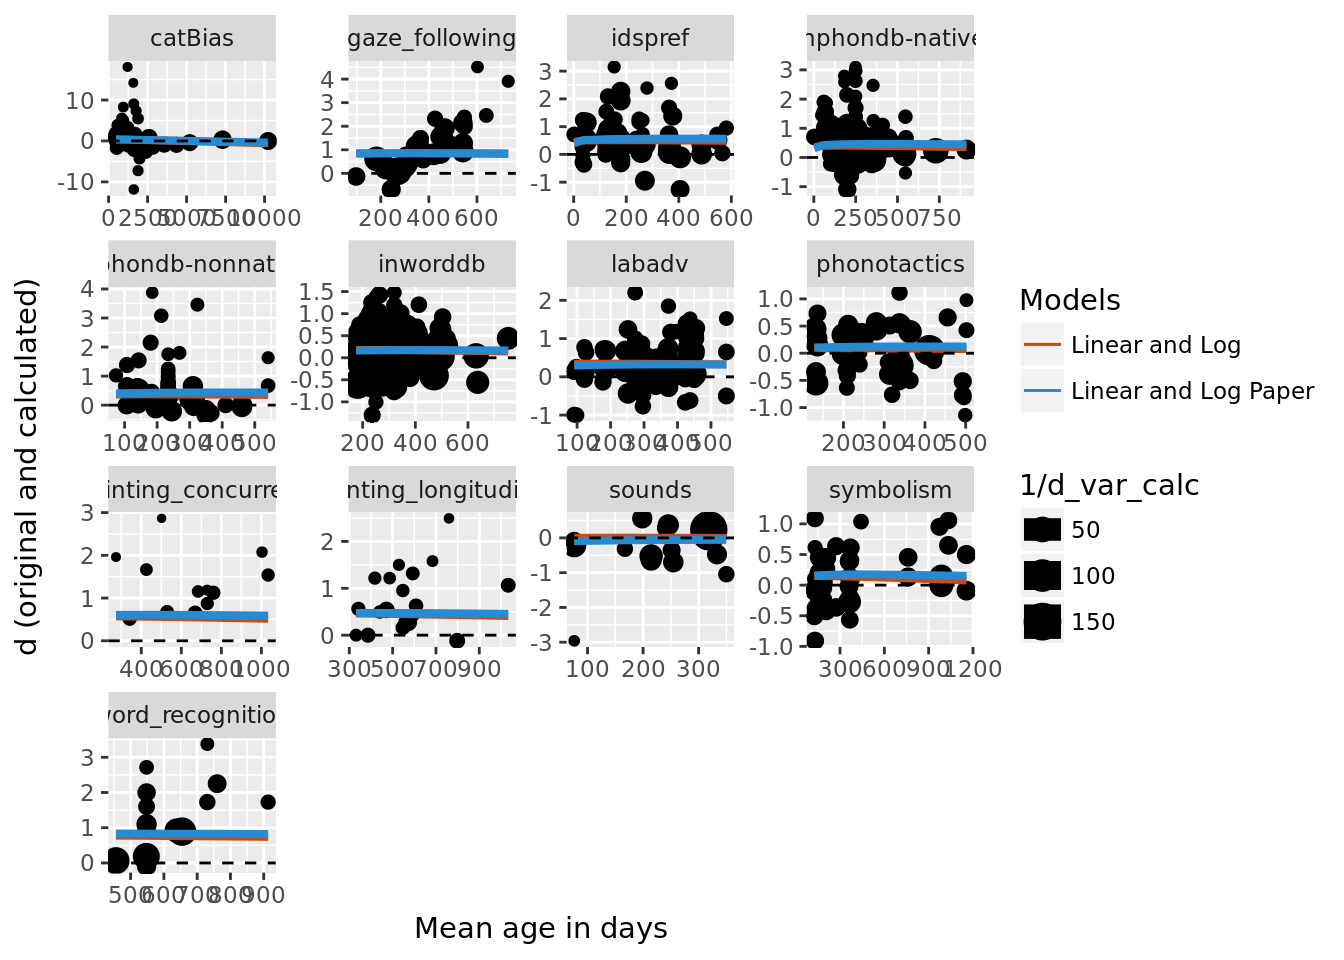 catBias
gaze_following
idspref
nphondb-native
10
0
-10
0 2500 5000 7500 10000
4
3
2
1
0
200 400 600
3
2
1
0
-1
0 200 400 600
3
2
1
0
-1
0 250 500 750
phondb-nonnat
inworddb
labadv
phonotactics
4
3
2
1
0
100 200 300 400 500
1.5
1.0
0.5
0.0
-0.5
-1.0
200 400 600
2
1
0
-1
100 200 300 400 500
1.0
0.5
0.0
-0.5
-1.0
200 300 400 500
inting_concurre
nting_longitudi
sounds
symbolism
3
2
1
0
400 600 800 1000
2
1
0
300 500 700 900
0
-1
-2
-3
100 200 300
1.0
0.5
0.0
-0.5
-1.0
300 600 900 1200
word_recognitio
3
2
1
0
500 600 700 800 900
Mean age in days
d (original and calculated)
Models
Linear and Log
Linear and Log Paper
1/d_var_calc
50
100
150